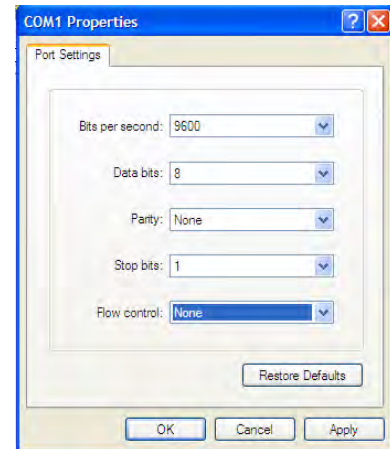 COM1 Properties
Port Settings
Bits per second: 9600
Data bits: 8
Parity: None
Stop bits: 1
Flow control: None
Restore Defaults
OK Cancel Apply